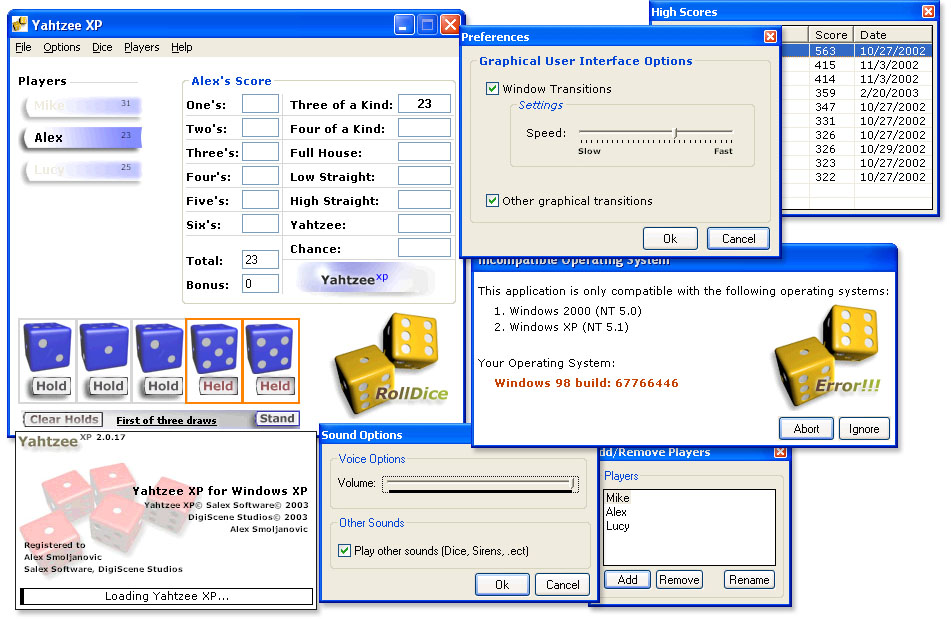 Yahtzee XP
File Options Dice Players Help
Players
Mike 31
Alex 23
Lucy 25
Alex's Score
One's:
Two's:
Three's:
Four's:
Five's:
Six's:
Total: 23
Bonus: 0
Three of a Kind: 23
Four of a Kind:
Full House:
Low Straight:
High Straight:
Yahtzee:
Chance:
Yahtzee xp
Hold Hold Hold Held Held
RollDice
Clear Holds First of three draws Stand
Preferences
Graphical User Interface Options
Window Transitions
Settings
Speed:
Slow Fast
Other graphical transitions
Ok Cancel
High Scores
Score Date
563 10/27/2002
415 11/3/2002
414 11/3/2002
359 2/20/2003
347 10/27/2002
331 10/27/2002
326 10/27/2002
326 10/29/2002
323 10/27/2002
322 10/27/2002
Incompatible Operating System
This application is only compatible with the following operating systems:
1. Windows 2000 (NT 5.0)
2. Windows XP (NT 5.1)
Your Operating System:
Windows 98 build: 67766446
Error!!!
Abort Ignore
Yahtzee XP 2.0.17
Yahtzee XP for Windows XP
Yahtzee XP© Salex Software© 2003
DigiScene Studios© 2003
Alex Smoljanovic
Registered to
Alex Smoljanovic
Salex Software, DigiScene Studios
Loading Yahtzee XP...
Sound Options
Voice Options
Volume:
Other Sounds
Play other sounds (Dice, Sirens, .ect)
Ok Cancel
dd/Remove Players
Players
Mike
Alex
Lucy
Add Remove Rename